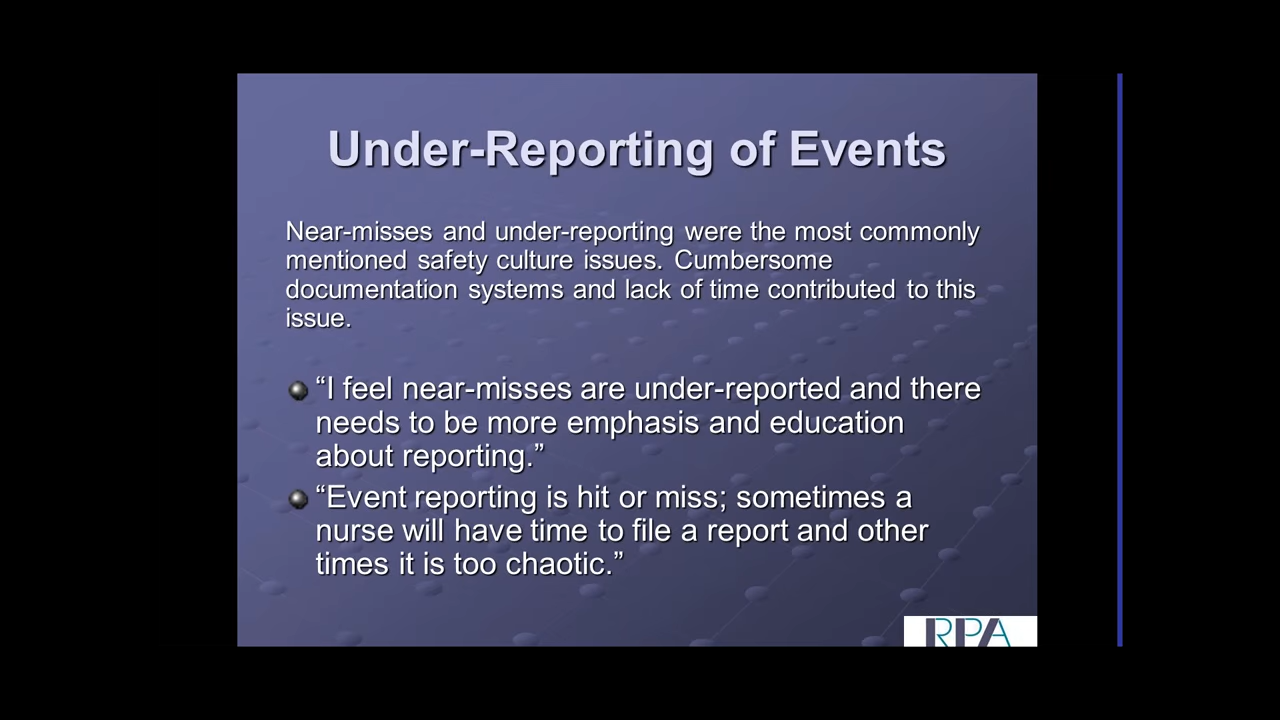 Under-Reporting of Events
Near-misses and under-reporting were the most commonly
mentioned safety culture issues. Cumbersome
documentation systems and lack of time contributed to this
issue.
“I feel near-misses are under-reported and there
needs to be more emphasis and education
about reporting.”
“Event reporting is hit or miss; sometimes a
nurse will have time to file a report and other
times it is too chaotic.”
RPA